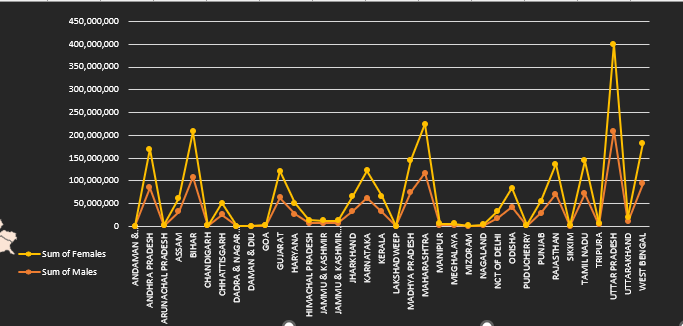 450,000,000
400,000,000
350,000,000
300,000,000
250,000,000
200,000,000
150,000,000
100,000,000
50,000,000
0
ANDAMAN &..
ANDHRA PRADESH
ARUNACHAL PRADESH
ASSAM
BIHAR
CHANDIGARH
CHHATTISGARH
DADRA & NAGAR..
DAMAN & DIU
GOA
GUJARAT
HARYANA
HIMACHAL PRADESH
JAMMU & KASHMIR
JAMMU & KASHMIR..
JHARKHAND
KARNATAKA
KERALA
LAKSHADWEEP
MADHYA PRADESH
MAHARASHTRA
MANIPUR
MEGHALAYA
MIZORAM
NAGALAND
NCT OF DELHI
ODISHA
PUDUCHERRY
PUNJAB
RAJASTHAN
SIKKIM
TAMIL NADU
TRIPURA
UTTAR PRADESH
UTTARAKHAND
WEST BENGAL
Sum of Females
Sum of Males